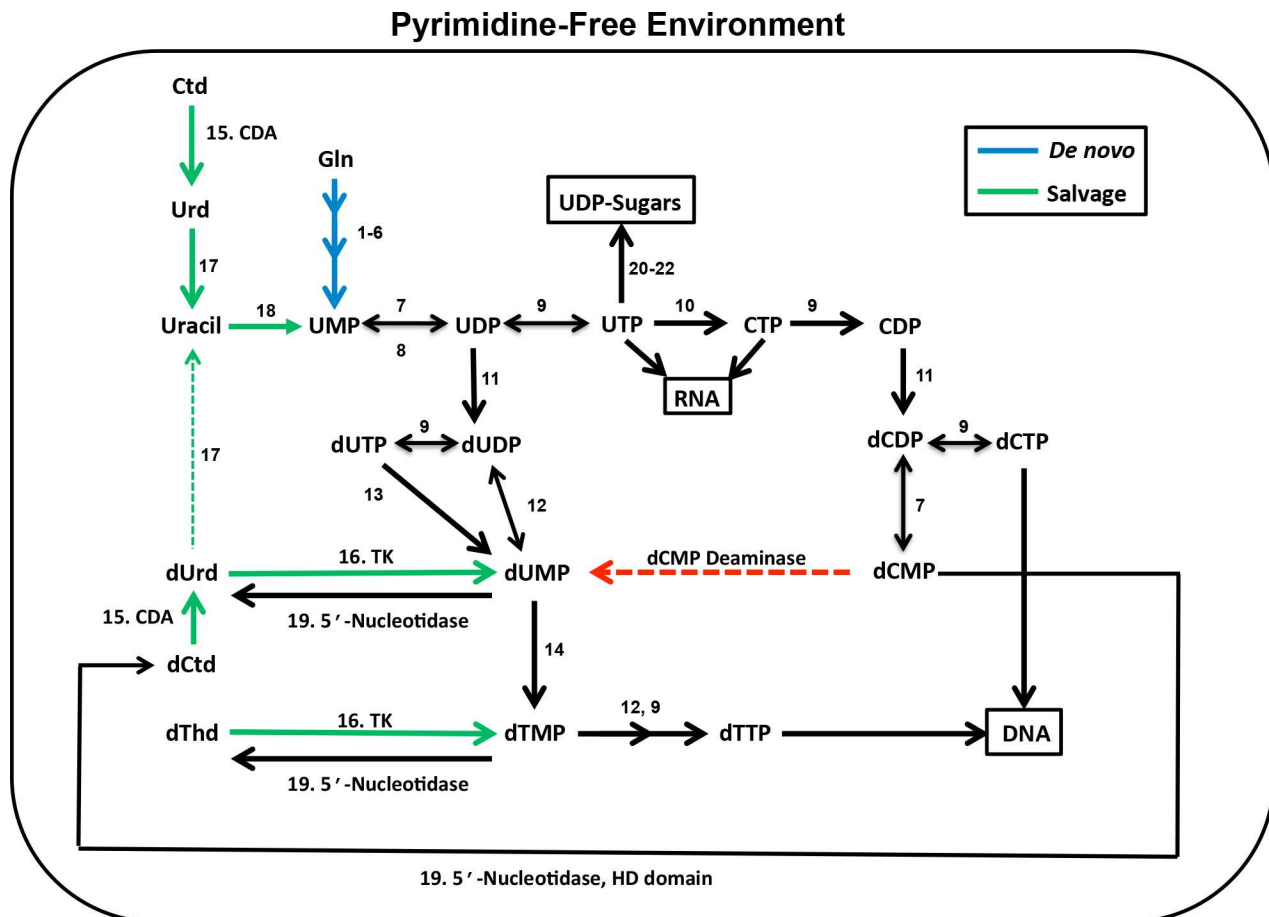 Pyrimidine-Free Environment
Ctd
15. CDA
Gln
De novo
Salvage
Urd
UDP-Sugars
1-6
17
20-22
Uracil
18
UMP
7
8
UDP
9
UTP
10
CTP
9
CDP
11
RNA
11
dUTP
9
dUDP
dCDP
9
dCTP
17
13
12
7
dUrd
16. TK
dUMP
dCMP Deaminase
dCMP
15. CDA
19. 5′-Nucleotidase
dCtd
14
dThd
16. TK
dTMP
12, 9
dTTP
DNA
19. 5′-Nucleotidase
19. 5′-Nucleotidase, HD domain